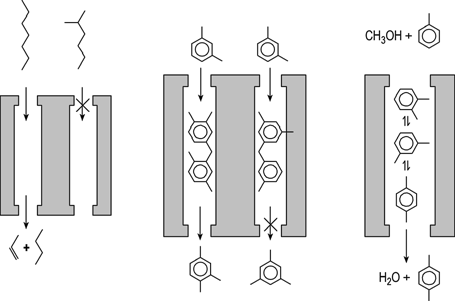 CH₃OH +
+
H₂O +